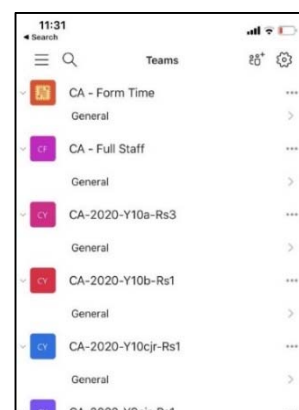 11:31
Search
Teams
CA - Form Time
General
CF
CA - Full Staff
General
CY
CA-2020-Y10a-Rs3
General
CY
CA-2020-Y10b-Rs1
General
CY
CA-2020-Y10cjr-Rs1
General